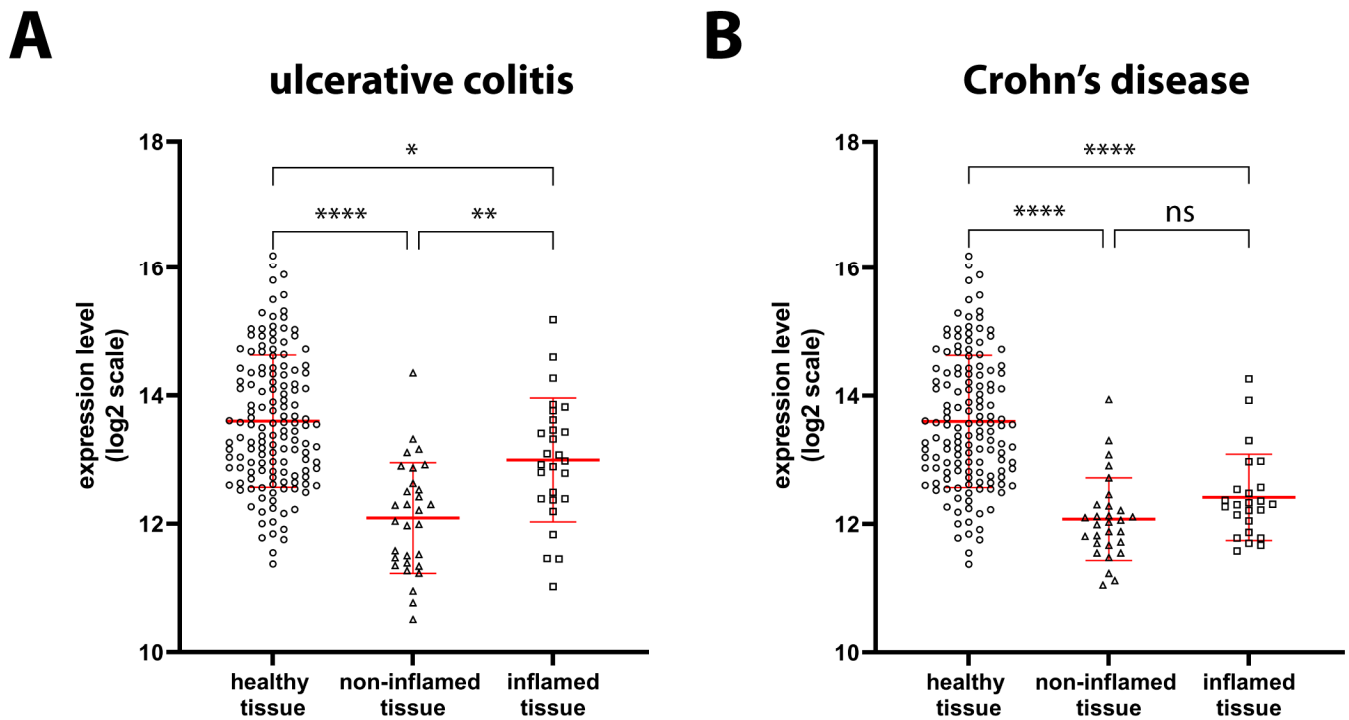 A
ulcerative colitis
18
16
14
12
10
expression level
(log2 scale)
*
****
**
healthy
tissue
non-inflamed
tissue
inflamed
tissue
B
Crohn's disease
18
16
14
12
10
expression level
(log2 scale)
****
****
ns
healthy
tissue
non-inflamed
tissue
inflamed
tissue